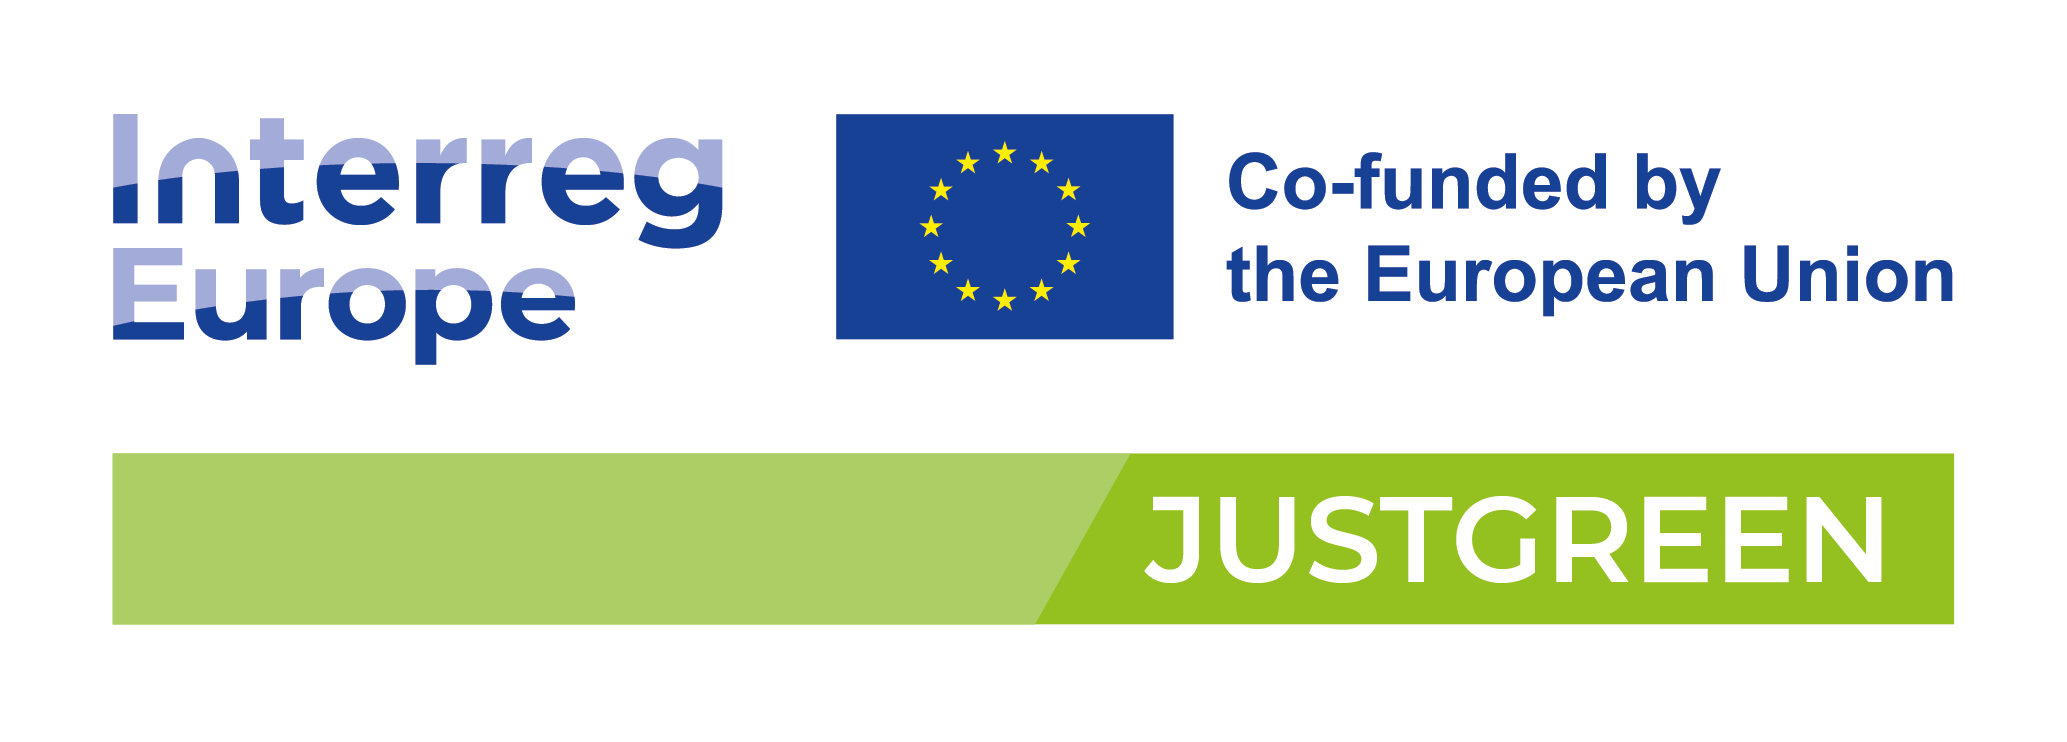 Interreg
Europe
Co-funded by
the European Union
JUSTGREEN